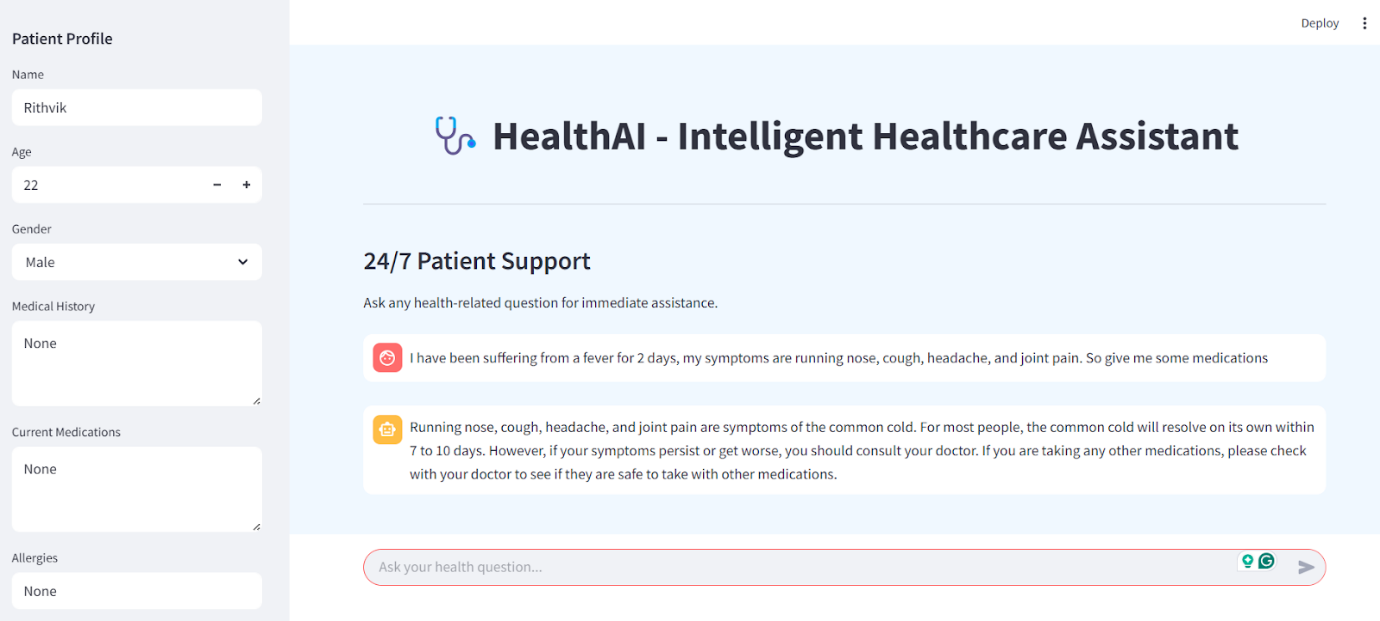 Patient Profile
Name
Rithvik
Age
22
Gender
Male
Medical History
None
Current Medications
None
Allergies
None
Deploy
HealthAI - Intelligent Healthcare Assistant
24/7 Patient Support
Ask any health-related question for immediate assistance.
I have been suffering from a fever for 2 days, my symptoms are running nose, cough, headache, and joint pain. So give me some medications
Running nose, cough, headache, and joint pain are symptoms of the common cold. For most people, the common cold will resolve on its own within
7 to 10 days. However, if your symptoms persist or get worse, you should consult your doctor. If you are taking any other medications, please check
with your doctor to see if they are safe to take with other medications.
Ask your health question...